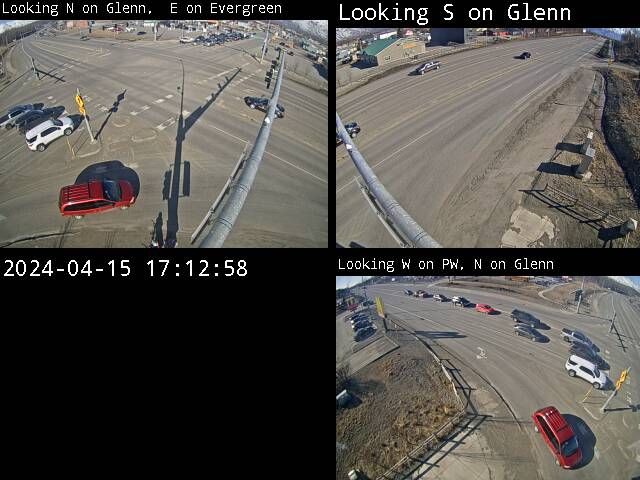 Looking N on Glenn,  E on Evergreen
Looking S on Glenn
2024-04-15 17:12:58
Looking W on PW, N on Glenn